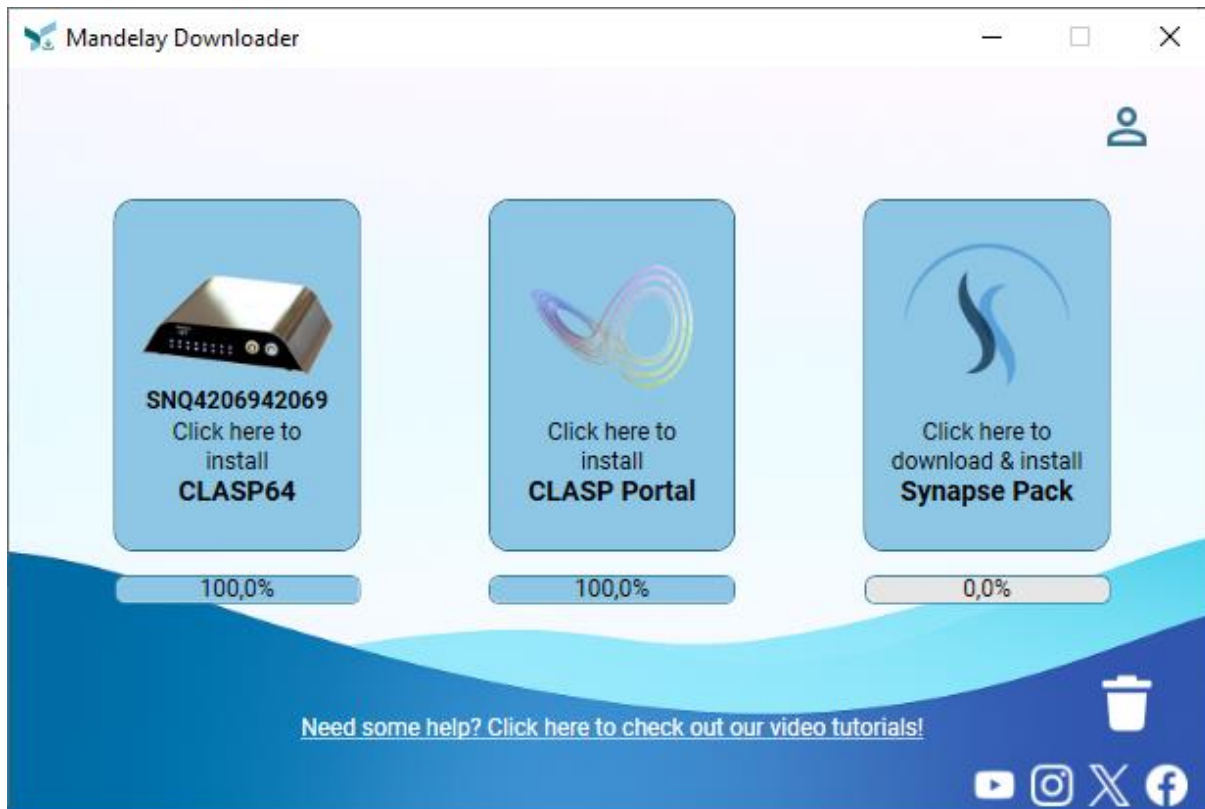 Mandelay Downloader
SNQ4206942069
Click here to
install
CLASP64
100,0%
Click here to
install
CLASP Portal
100,0%
Click here to
download & install
Synapse Pack
0,0%
Need some help? Click here to check out our video tutorials!